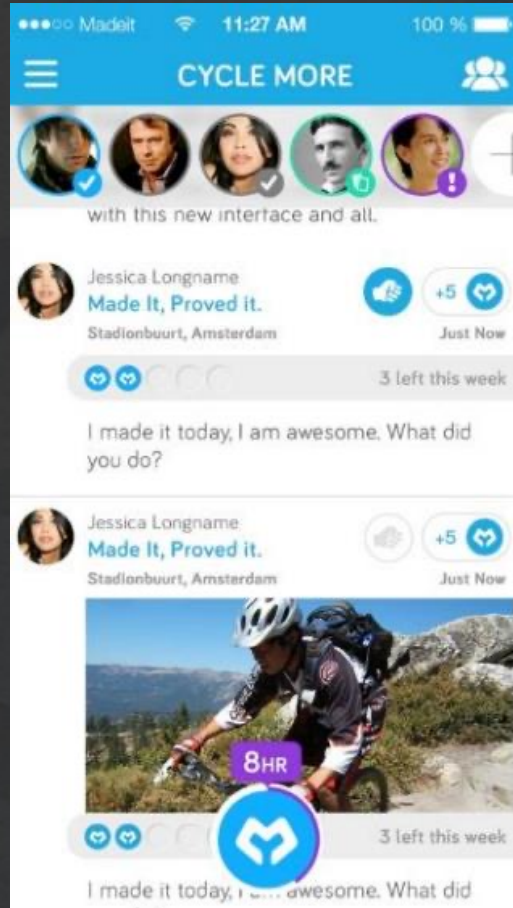 Madeit 11:27 AM 100 %
CYCLE MORE
with this new interface and all.
Jessica Longname
Made It, Proved it.
+5
Stadionbuurt, Amsterdam
Just Now
3 left this week
I made it today, I am awesome. What did
you do?
Jessica Longname
Made It, Proved it.
+5
Stadionbuurt, Amsterdam
Just Now
8HR
3 left this week
I made it today, I awesome. What did